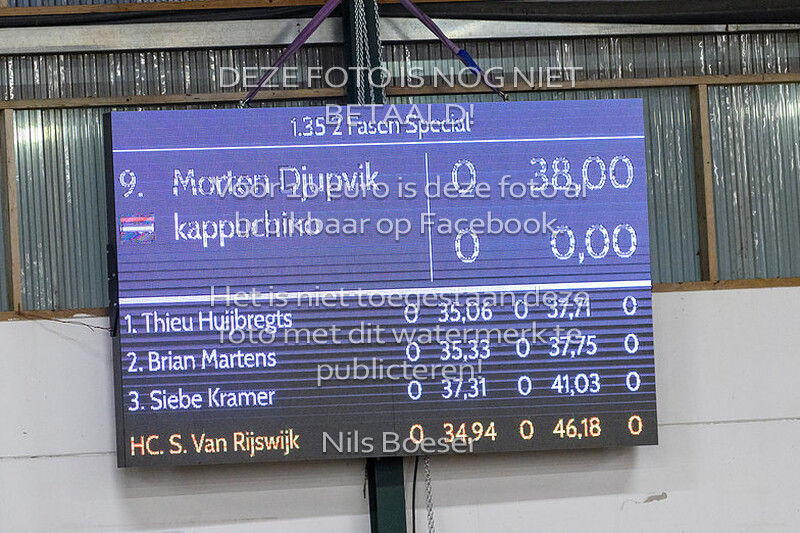 DEZE FOTO IS NOG NIET
BETAALD!
1.35 2 Fasen Special
9. Morten Djupvik 0 38,00
Voor 10 euro is deze foto al
kappuchiko 0 0,00
baar op Facebook
Het is niet toegestaan deze
1. Thieu Huijbregts 0 35,06 0 37,71 0
foto met dit watermerk te
2. Brian Martens 0 35,33 0 37,75 0
publiceren!
3. Siebe Kramer 0 37,31 0 41,03 0
HC. S. Van Rijswijk 0 34,94 0 46,18 0
Nils Boeser